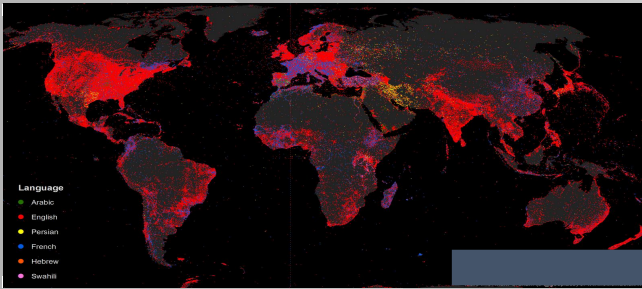 Language
Arabic
English
Persian
French
Hebrew
Swahili